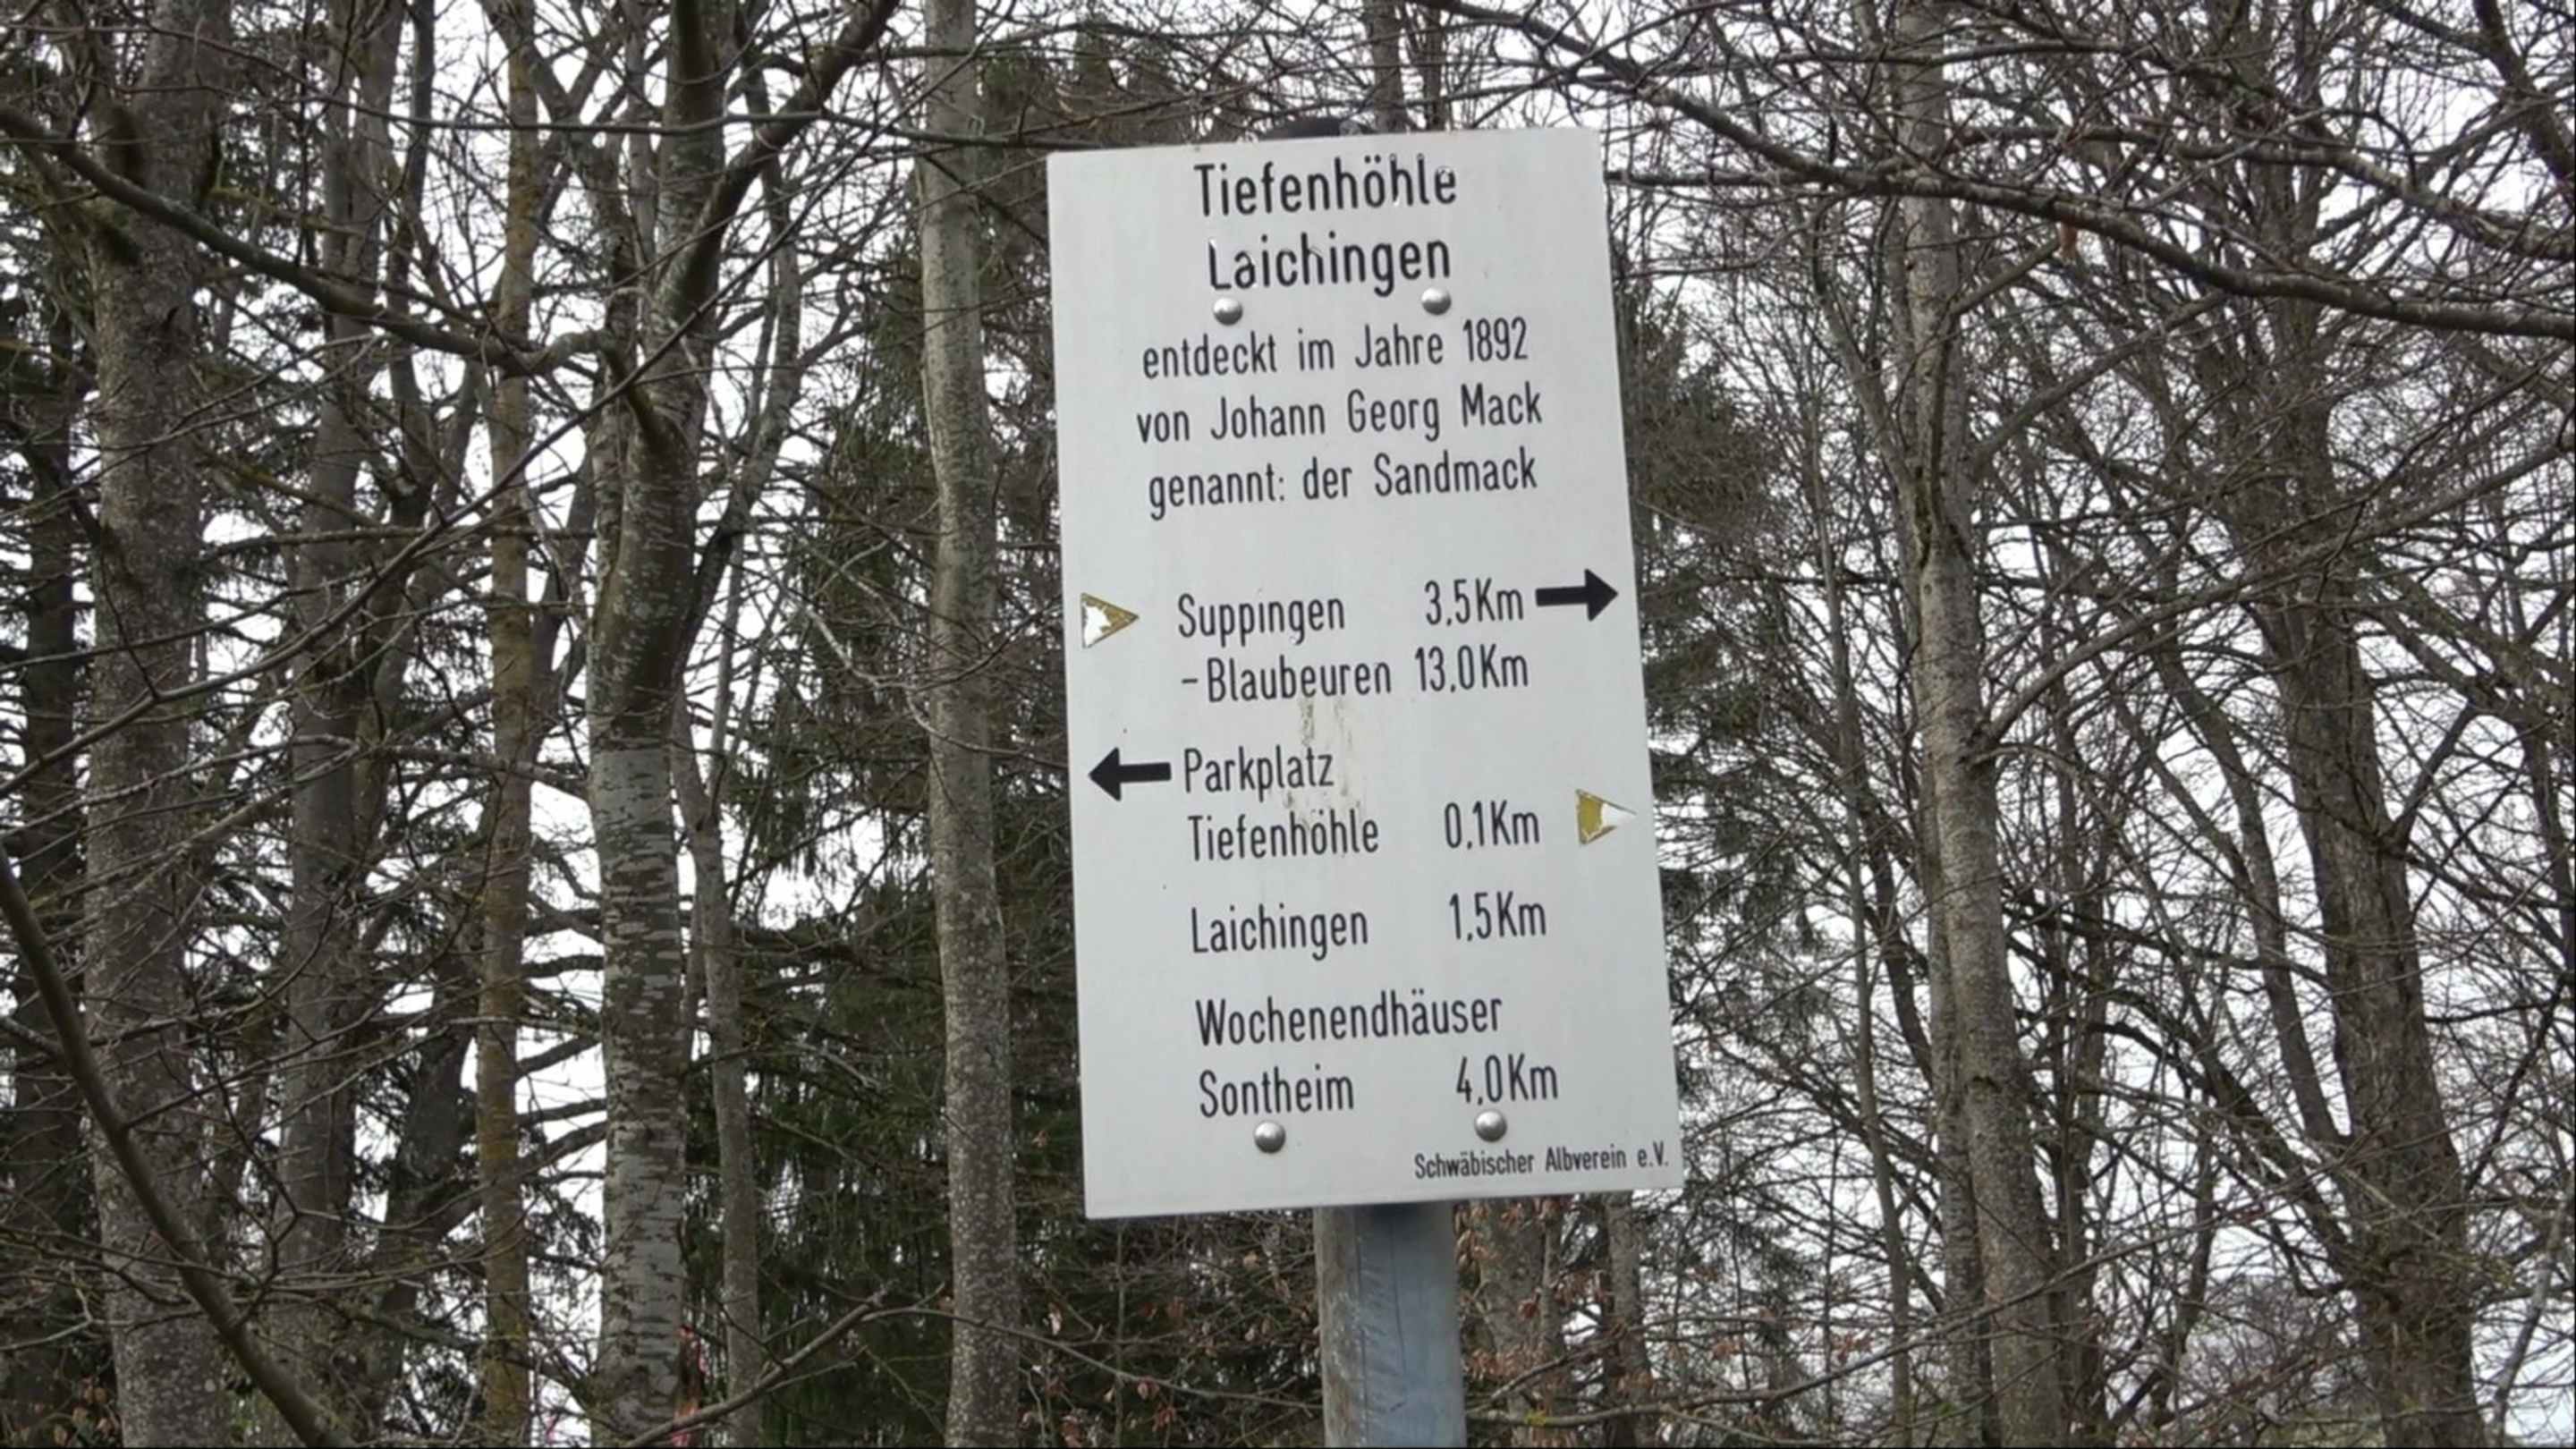 Tiefenhöhle
Laichingen
entdeckt im Jahre 1892
von Johann Georg Mack
genannt: der Sandmack
Suppingen 3,5Km
-Blaubeuren 13,0Km
Parkplatz
Tiefenhöhle 0,1Km
Laichingen 1,5Km
Wochenendhäuser
Sontheim 4,0Km
Schwäbischer Albverein e.V.